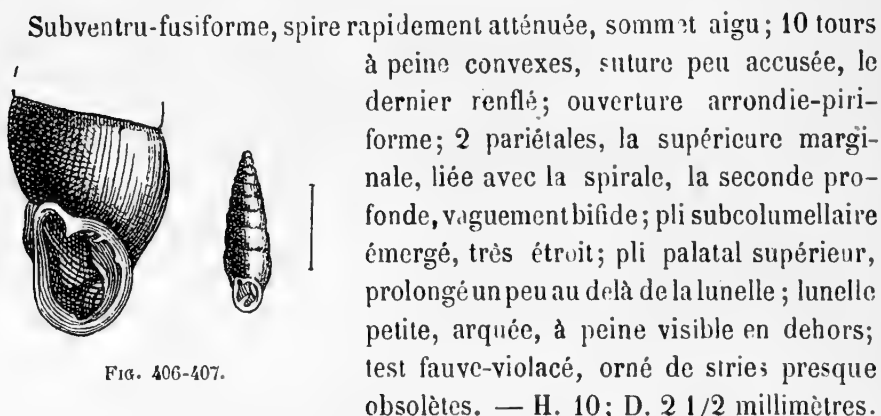 Subventru-fusiforme, spire rapidement atténuée, sommet aigu; 10 tours
à peine convexes, suture peu accusée, le
dernier renflé; ouverture arrondie-piri-
forme; 2 pariétales, la supérieure margi-
nale, liée avec la spirale, la seconde pro-
fonde, vaguement bifide; pli subcolumellaire
émergé, très étroit; pli palatal supérieur,
prolongé un peu au delà de la lunelle; lunelle
petite, arquée, à peine visible en dehors;
test fauve-violacé, orné de stries presque
obsolètes. — H. 10; D. 2 1/2 millimètres.
FIG. 406-407.